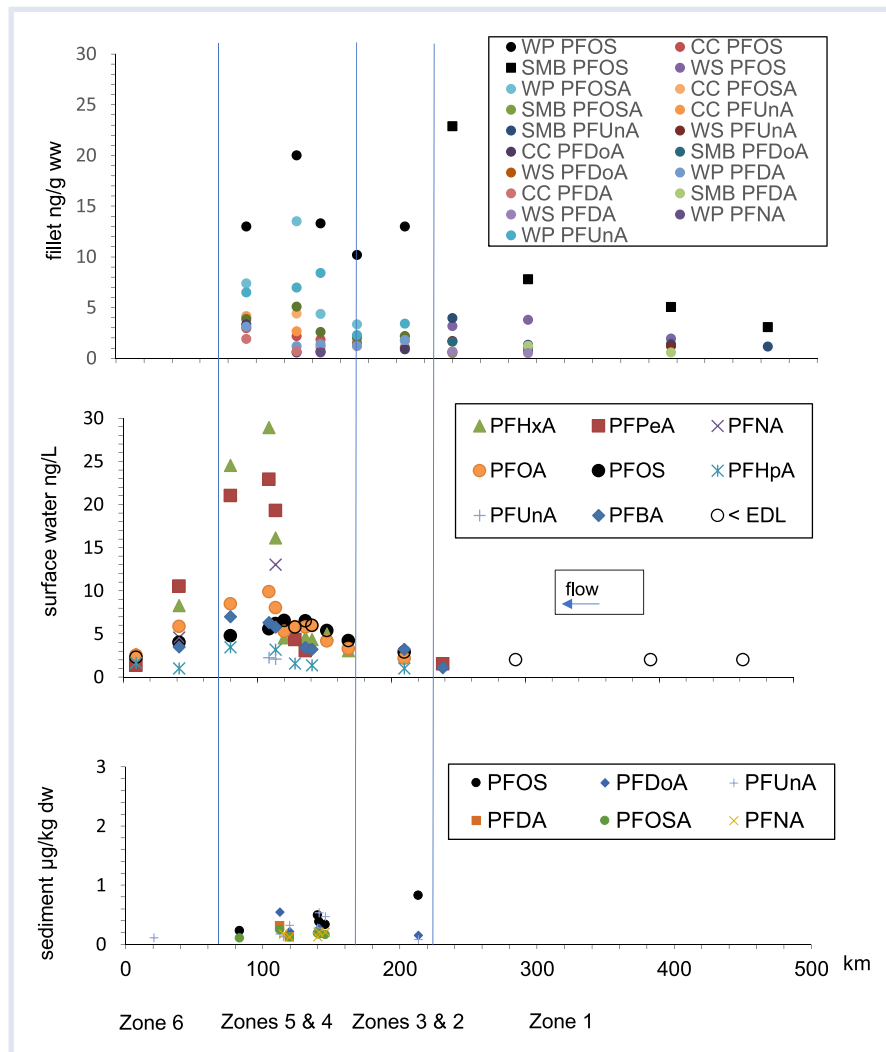 30
25
20
15
10
5
0
fillet ng/g ww
WP PFOS CC PFOS
SMB PFOS WS PFOS
WP PFOSA CC PFOSA
SMB PFOSA CC PFUnA
SMB PFUnA WS PFUnA
CC PFDoA SMB PFDoA
WS PFDoA WP PFDA
CC PFDA SMB PFDA
WS PFDA WP PFNA
WP PFUnA
30
25
20
15
10
5
0
surface water ng/L
PFHxA PFPeA PFNA
PFOA PFOS PFHpA
PFUnA PFBA < EDL
flow
3
2
1
0
sediment µg/kg dw
PFOS PFDoA PFUnA
PFDA PFOSA PFNA
0 100 200 300 400 500 km
Zone 6 Zones 5 & 4 Zones 3 & 2 Zone 1